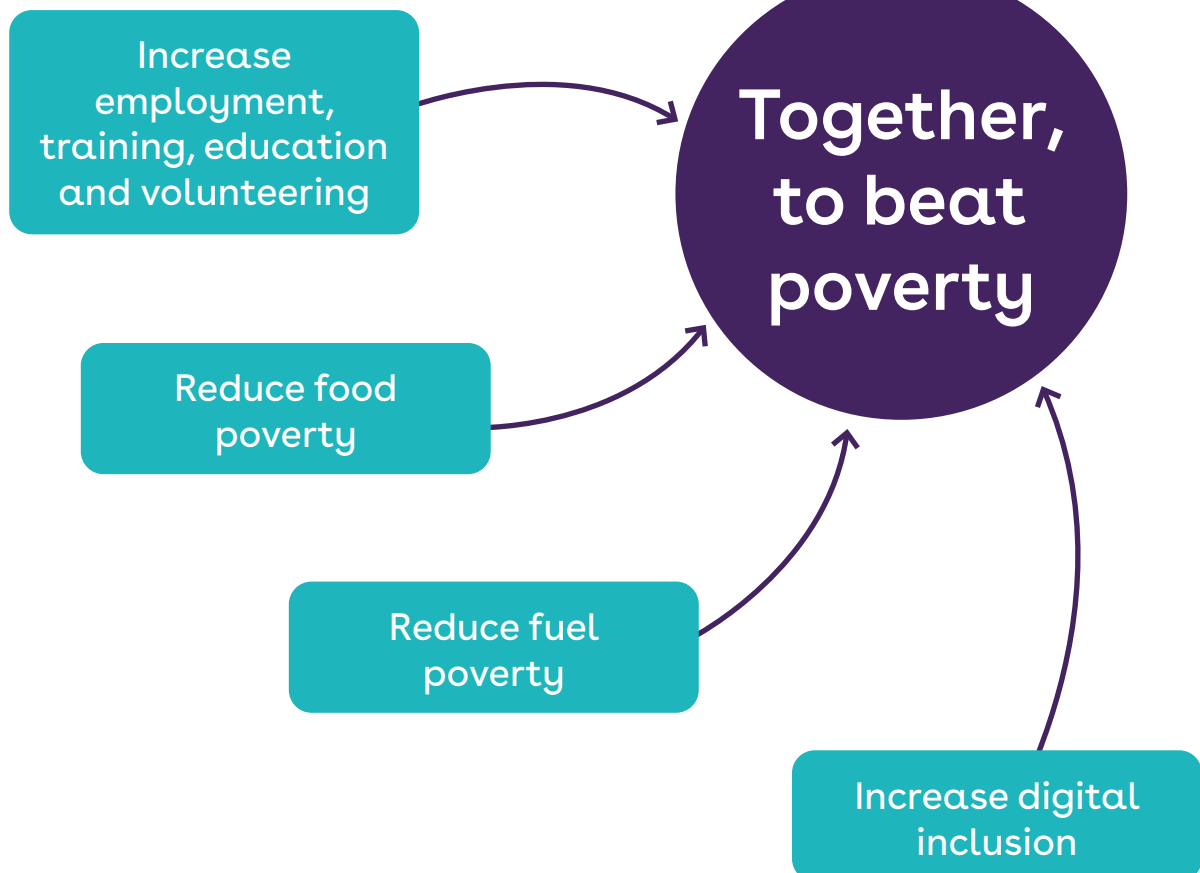 Increase
employment,
training, education
and volunteering
Together,
to beat
poverty
Reduce food
poverty
Reduce fuel
poverty
Increase digital
inclusion